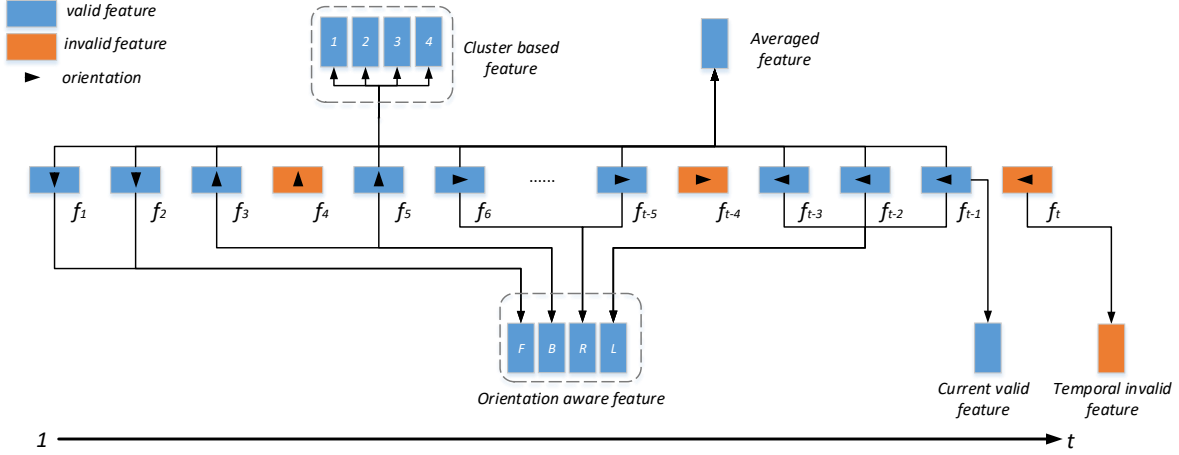 valid feature
invalid feature
orientation
1 2 3 4
Cluster based
feature
Averaged
feature
......
f1 f2 f3 f4 f5 f6 ft-5 ft-4 ft-3 ft-2 ft-1 ft
F B R L
Orientation aware feature
Current valid
feature
Temporal invalid
feature
1 t